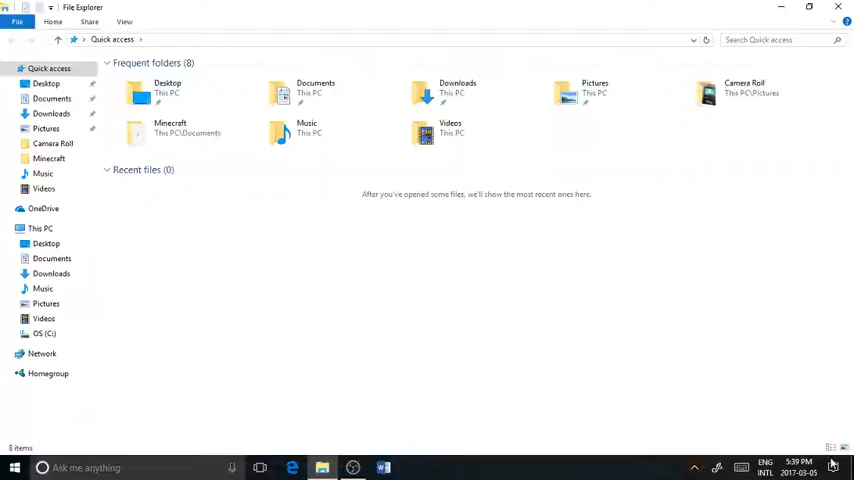 File Explorer
File Home Share View
Quick access
Search Quick access
Quick access
Desktop
Documents
Downloads
Pictures
Camera Roll
Minecraft
Music
Videos
OneDrive
This PC
Desktop
Documents
Downloads
Music
Pictures
Videos
OS (C:)
Network
Homegroup
Frequent folders (8)
Desktop
This PC
Documents
This PC
Downloads
This PC
Pictures
This PC
Camera Roll
This PC\Pictures
Minecraft
This PC\Documents
Music
This PC
Videos
This PC
Recent files (0)
After you've opened some files, we'll show the most recent ones here.
8 items
Ask me anything
ENG
INTL
5:39 PM
2017-03-05